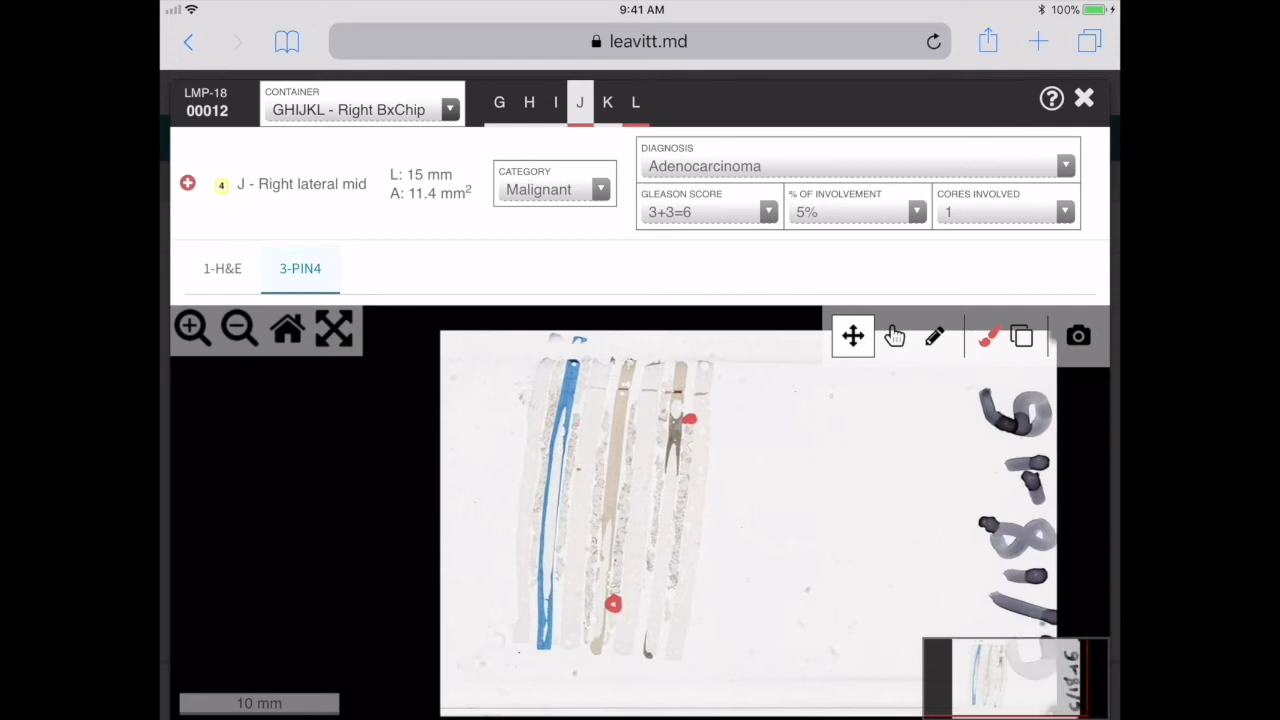 9:41 AM
100%
leavitt.md
LMP-18
00012
CONTAINER
GHIJKL - Right BxChip
G H I J K L
4 J - Right lateral mid
L: 15 mm
A: 11.4 mm2
CATEGORY
Malignant
DIAGNOSIS
Adenocarcinoma
GLEASON SCORE
3+3=6
% OF INVOLVEMENT
5%
CORES INVOLVED
1
1-H&E
3-PIN4
10 mm